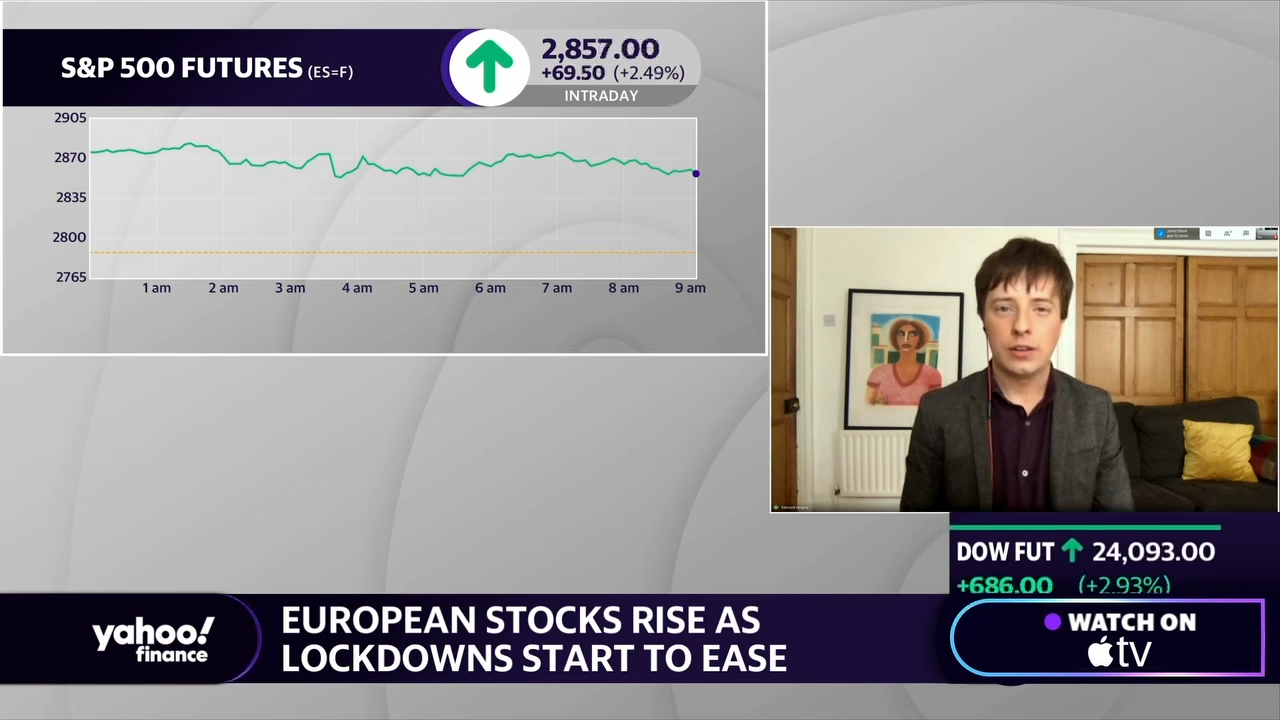 S&P 500 FUTURES (ES=F)
2,857.00
+69.50 (+2.49%)
INTRADAY
2905
2870
2835
2800
2765
1 am 2 am 3 am 4 am 5 am 6 am 7 am 8 am 9 am
DOW FUT 24,093.00
+686.00 (+2.93%)
yahoo!
finance
EUROPEAN STOCKS RISE AS
LOCKDOWNS START TO EASE
WATCH ON
tv